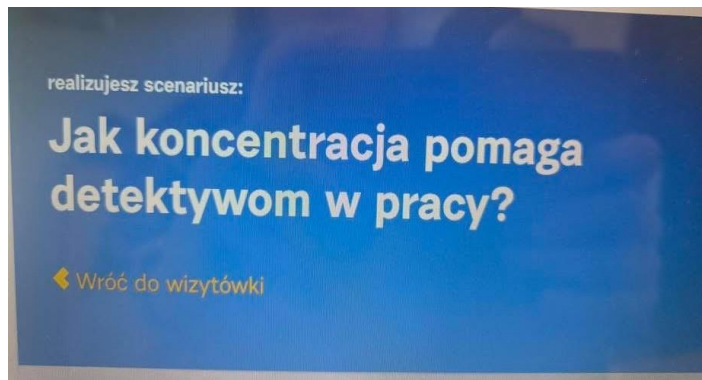 realizujesz scenariusz:
Jak koncentracja pomaga
detektywom w pracy?
Wróć do wizytówki